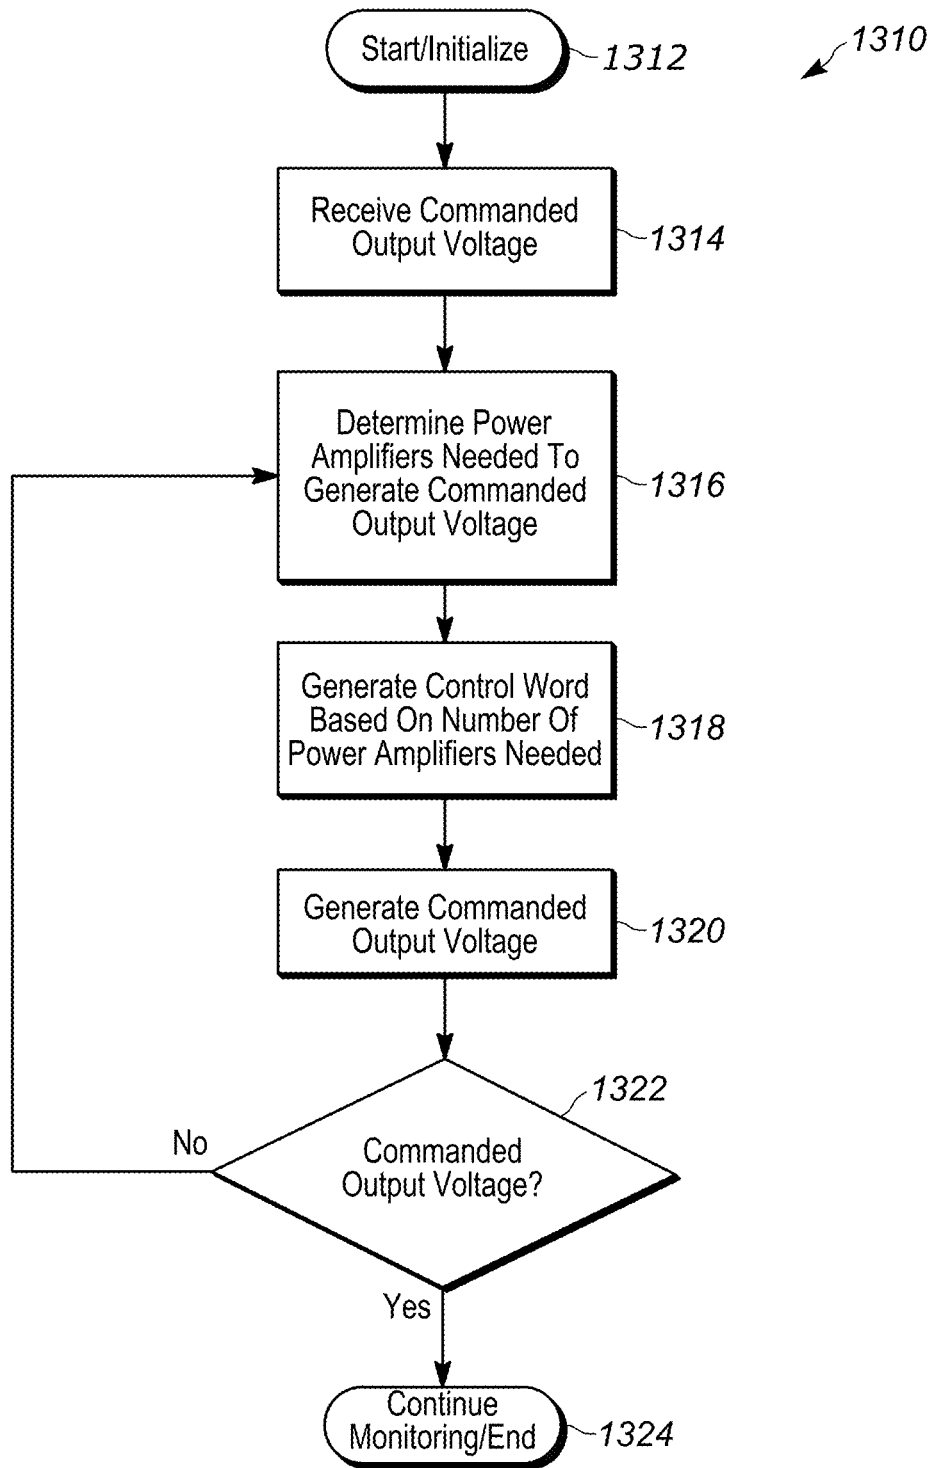 Start/Initialize
1312
1310
Receive Commanded
Output Voltage
1314
Determine Power
Amplifiers Needed To
Generate Commanded
Output Voltage
1316
Generate Control Word
Based On Number Of
Power Amplifiers Needed
1318
Generate Commanded
Output Voltage
1320
1322
Commanded
Output Voltage?
No
Yes
Continue
Monitoring/End
1324